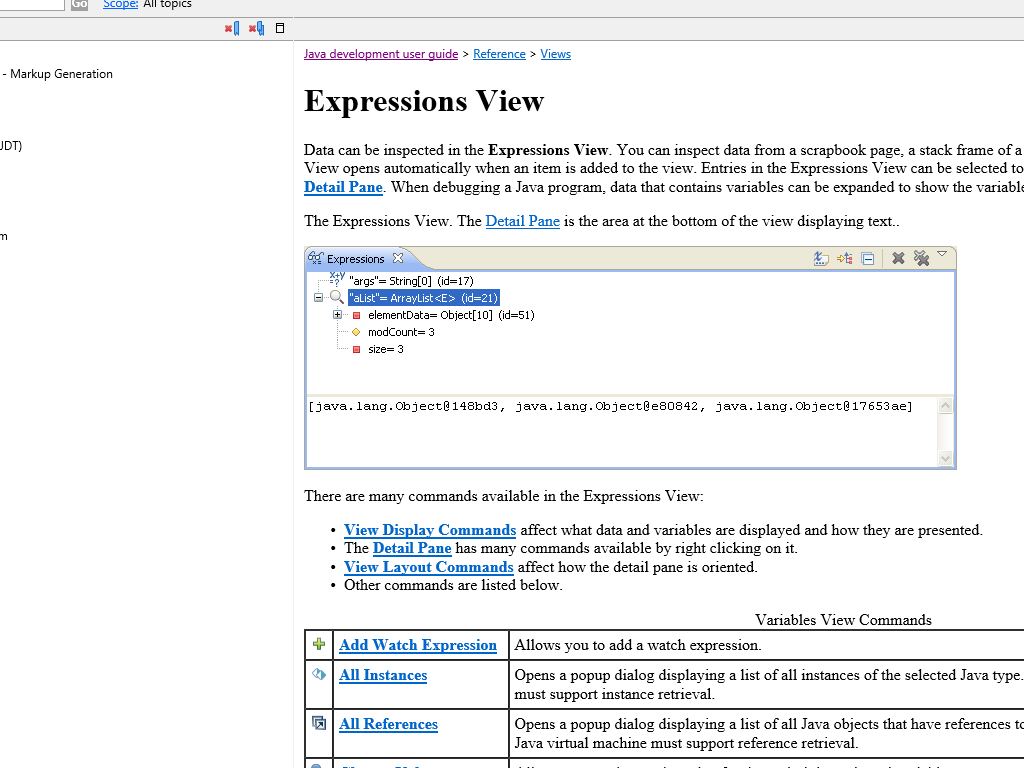 Go Scope: All topics
- Markup Generation
JDT)
m
Java development user guide > Reference > Views
Expressions View
Data can be inspected in the Expressions View. You can inspect data from a scrapbook page, a stack frame of a
View opens automatically when an item is added to the view. Entries in the Expressions View can be selected to
Detail Pane. When debugging a Java program, data that contains variables can be expanded to show the variable
The Expressions View. The Detail Pane is the area at the bottom of the view displaying text..
Expressions
"args"= String[0] (id=17)
"aList"= ArrayList<E> (id=21)
elementData= Object[10] (id=51)
modCount= 3
size= 3
[java.lang.Object@148bd3, java.lang.Object@e80842, java.lang.Object@17653ae]
There are many commands available in the Expressions View:
• View Display Commands affect what data and variables are displayed and how they are presented.
• The Detail Pane has many commands available by right clicking on it.
• View Layout Commands affect how the detail pane is oriented.
• Other commands are listed below.
Variables View Commands
Add Watch Expression Allows you to add a watch expression.
All Instances Opens a popup dialog displaying a list of all instances of the selected Java type.
must support instance retrieval.
All References Opens a popup dialog displaying a list of all Java objects that have references to
Java virtual machine must support reference retrieval.